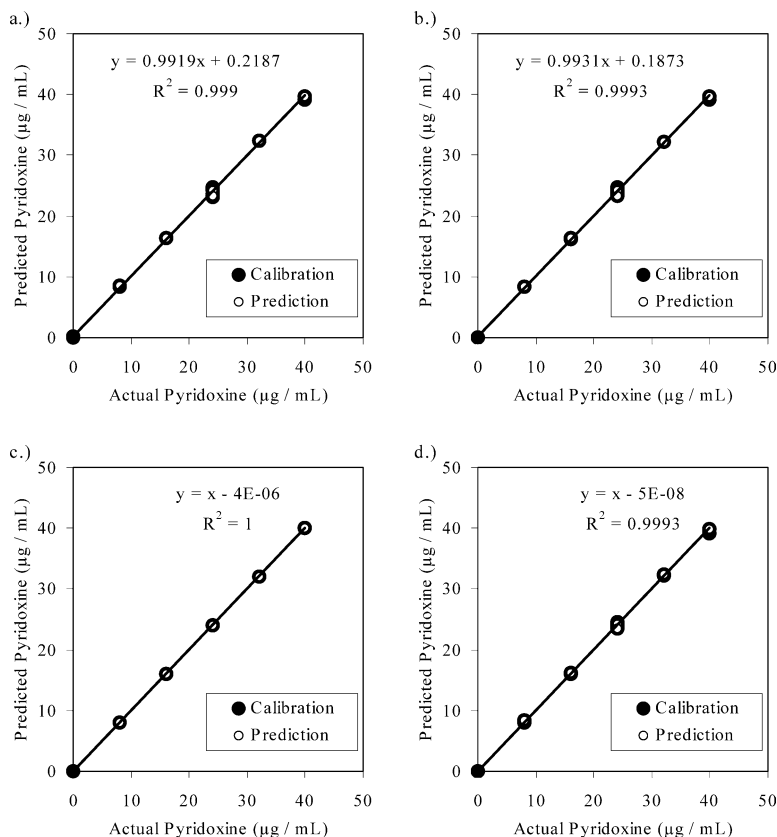 a.)
50
y = 0.9919x + 0.2187
R² = 0.999
40
30
20
10
0
Predicted Pyridoxine (µg / mL)
Calibration
Prediction
0 10 20 30 40 50
Actual Pyridoxine (µg / mL)
b.)
50
y = 0.9931x + 0.1873
R² = 0.9993
40
30
20
10
0
Predicted Pyridoxine (µg / mL)
Calibration
Prediction
0 10 20 30 40 50
Actual Pyridoxine (µg / mL)
c.)
50
y = x - 4E-06
R² = 1
40
30
20
10
0
Predicted Pyridoxine (µg / mL)
Calibration
Prediction
0 10 20 30 40 50
Actual Pyridoxine (µg / mL)
d.)
50
y = x - 5E-08
R² = 0.9993
40
30
20
10
0
Predicted Pyridoxine (µg / mL)
Calibration
Prediction
0 10 20 30 40 50
Actual Pyridoxine (µg / mL)